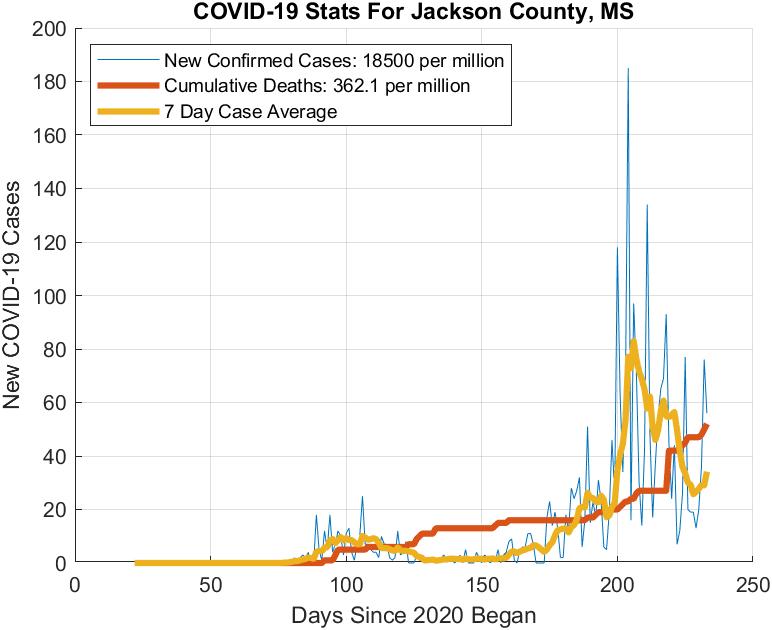 COVID-19 Stats For Jackson County, MS
New Confirmed Cases: 18500 per million
Cumulative Deaths: 362.1 per million
7 Day Case Average
New COVID-19 Cases
200
180
160
140
120
100
80
60
40
20
0
0 50 100 150 200 250
Days Since 2020 Began